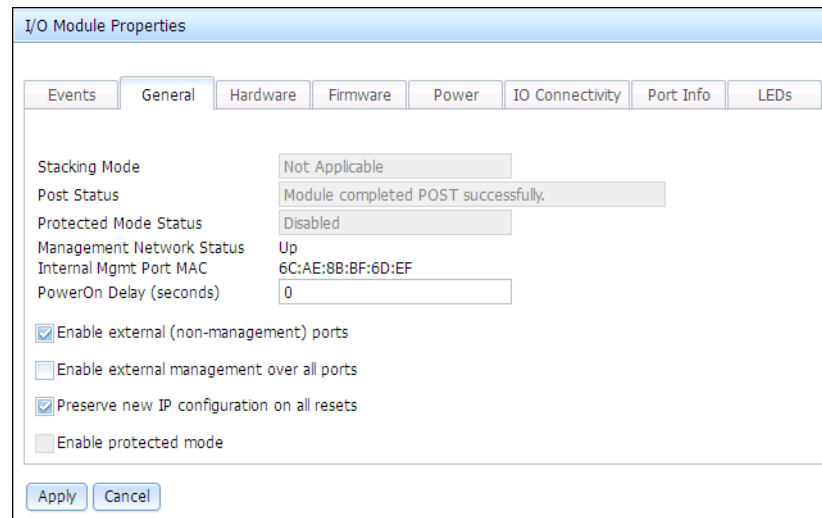 I/O Module Properties
Events General Hardware Firmware Power IO Connectivity Port Info LEDs
Stacking Mode Not Applicable
Post Status Module completed POST successfully.
Protected Mode Status Disabled
Management Network Status Up
Internal Mgmt Port MAC 6C:AE:8B:BF:6D:EF
PowerOn Delay (seconds) 0
Enable external (non-management) ports
Enable external management over all ports
Preserve new IP configuration on all resets
Enable protected mode
Apply Cancel